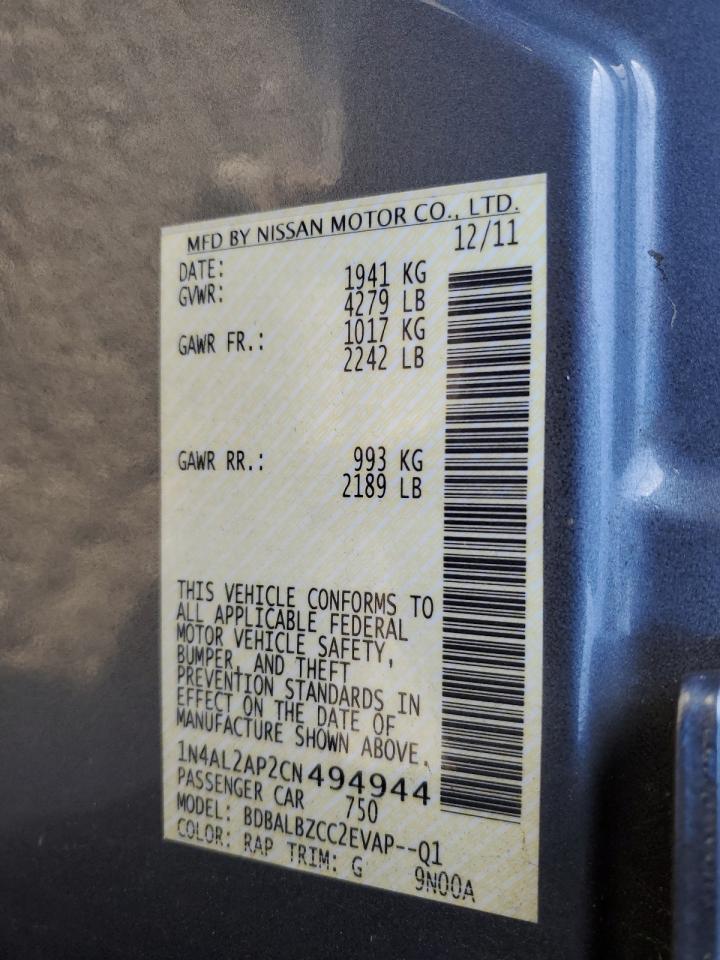 MFD BY NISSAN MOTOR CO., LTD.
DATE: 12/11
GVWR: 1941 KG
4279 LB
GAWR FR.: 1017 KG
2242 LB
GAWR RR.: 993 KG
2189 LB
THIS VEHICLE CONFORMS TO
ALL APPLICABLE FEDERAL
MOTOR VEHICLE SAFETY,
BUMPER, AND THEFT
PREVENTION STANDARDS IN
EFFECT ON THE DATE OF
MANUFACTURE SHOWN ABOVE.
1N4AL2AP2CN494944
PASSENGER CAR 750
MODEL: BDBALBZCC2EVAP--Q1
COLOR: RAP TRIM: G 9N00A